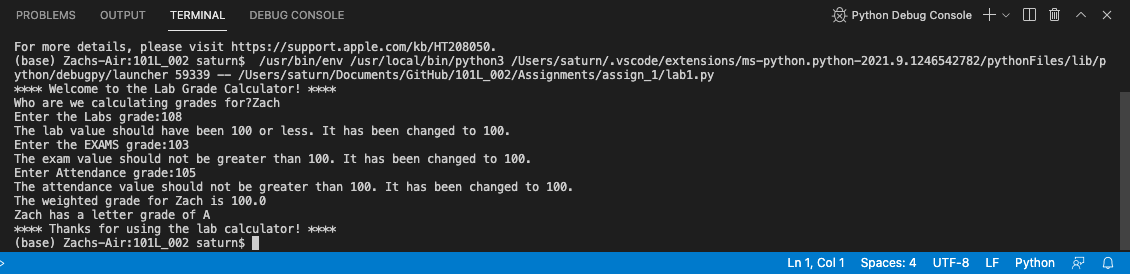 PROBLEMS OUTPUT TERMINAL DEBUG CONSOLE Python Debug Console
For more details, please visit https://support.apple.com/kb/HT208050.
(base) Zachs-Air:101L_002 saturn$  /usr/bin/env /usr/local/bin/python3 /Users/saturn/.vscode/extensions/ms-python.python-2021.9.1246542782/pythonFiles/lib/p
ython/debugpy/launcher 59339 -- /Users/saturn/Documents/GitHub/101L_002/Assignments/assign_1/lab1.py
**** Welcome to the Lab Grade Calculator! ****
Who are we calculating grades for?Zach
Enter the Labs grade:108
The lab value should have been 100 or less. It has been changed to 100.
Enter the EXAMS grade:103
The exam value should not be greater than 100. It has been changed to 100.
Enter Attendance grade:105
The attendance value should not be greater than 100. It has been changed to 100.
The weighted grade for Zach is 100.0
Zach has a letter grade of A
**** Thanks for using the lab calculator! ****
(base) Zachs-Air:101L_002 saturn$
Ln 1, Col 1 Spaces: 4 UTF-8 LF Python